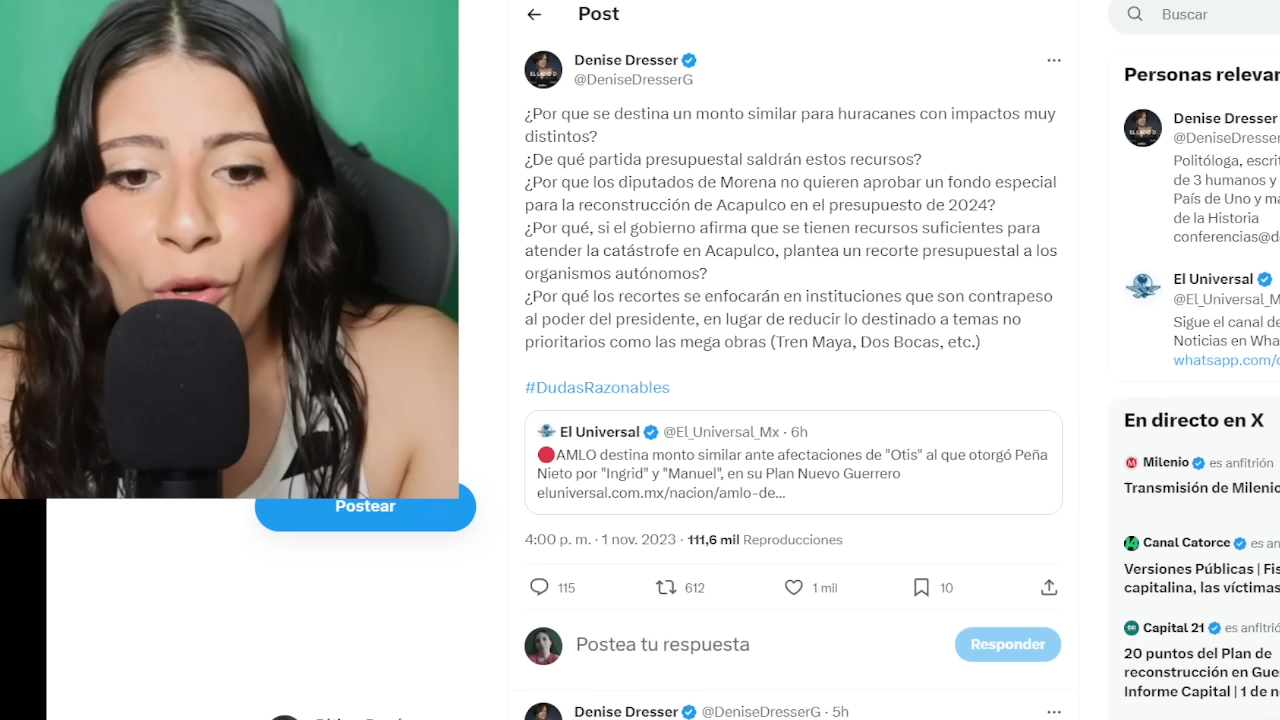 Post
Denise Dresser
@DeniseDresserG
¿Por que se destina un monto similar para huracanes con impactos muy
distintos?
¿De qué partida presupuestal saldrán estos recursos?
¿Por que los diputados de Morena no quieren aprobar un fondo especial
para la reconstrucción de Acapulco en el presupuesto de 2024?
¿Por qué, si el gobierno afirma que se tienen recursos suficientes para
atender la catástrofe en Acapulco, plantea un recorte presupuestal a los
organismos autónomos?
¿Por qué los recortes se enfocarán en instituciones que son contrapeso
al poder del presidente, en lugar de reducir lo destinado a temas no
prioritarios como las mega obras (Tren Maya, Dos Bocas, etc.)
#DudasRazonables
El Universal @El_Universal_Mx · 6h
AMLO destina monto similar ante afectaciones de "Otis" al que otorgó Peña
Nieto por "Ingrid" y "Manuel", en su Plan Nuevo Guerrero
eluniversal.com.mx/nacion/amlo-de...
4:00 p. m. · 1 nov. 2023 · 111,6 mil Reproducciones
115 612 1 mil 10
Postea tu respuesta
Responder
Denise Dresser @DeniseDresserG · 5h
Postear
Buscar
Personas relevan
Denise Dresser
@DeniseDresser
Politóloga, escrit
de 3 humanos y
País de Uno y ma
de la Historia
conferencias@d
El Universal
@El_Universal_M
Sigue el canal de
Noticias en Wha
whatsapp.com/c
En directo en X
Milenio es anfitrión
Transmisión de Milenio
Canal Catorce es an
Versiones Públicas | Fis
capitalina, las víctimas
Capital 21 es anfitrió
20 puntos del Plan de
reconstrucción en Gue
Informe Capital | 1 de n